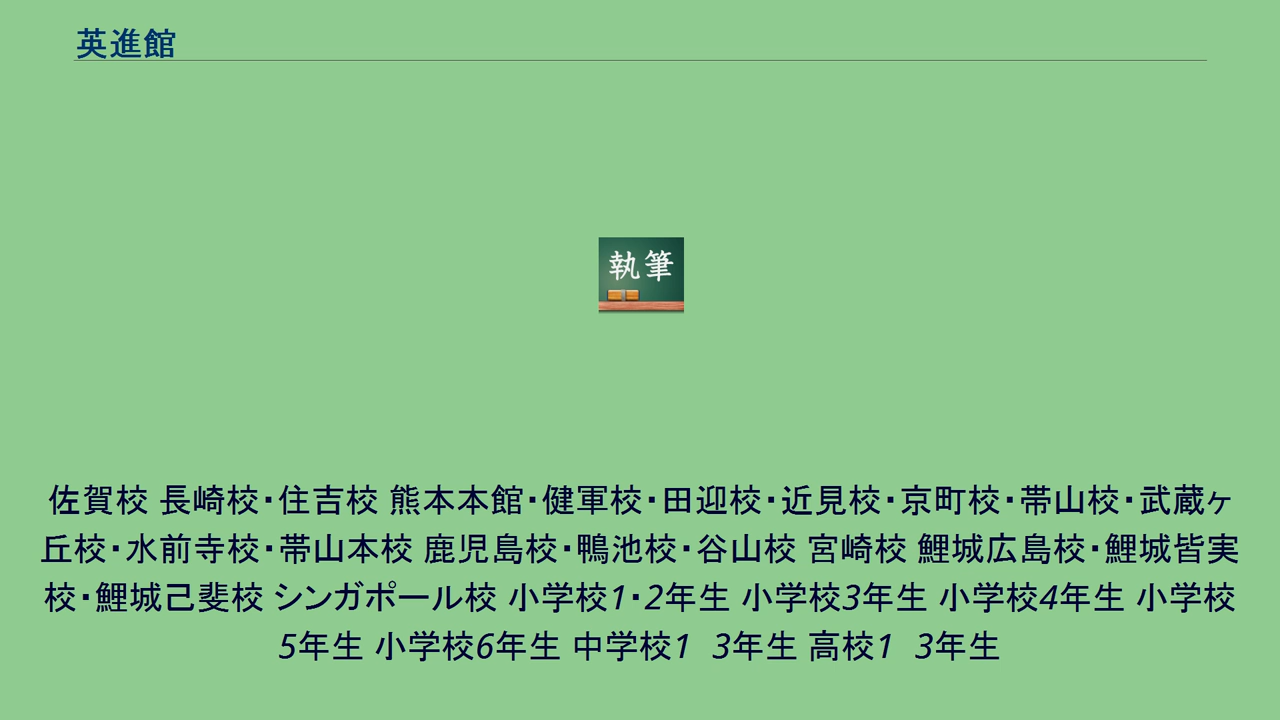 英進館
執筆
佐賀校 長崎校・住吉校 熊本本館・健軍校・田迎校・近見校・京町校・帯山校・武蔵ヶ
丘校・水前寺校・帯山本校 鹿児島校・鴨池校・谷山校 宮崎校 鯉城広島校・鯉城皆実
校・鯉城己斐校 シンガポール校 小学校1・2年生 小学校3年生 小学校4年生 小学校
5年生 小学校6年生 中学校1 3年生 高校1 3年生